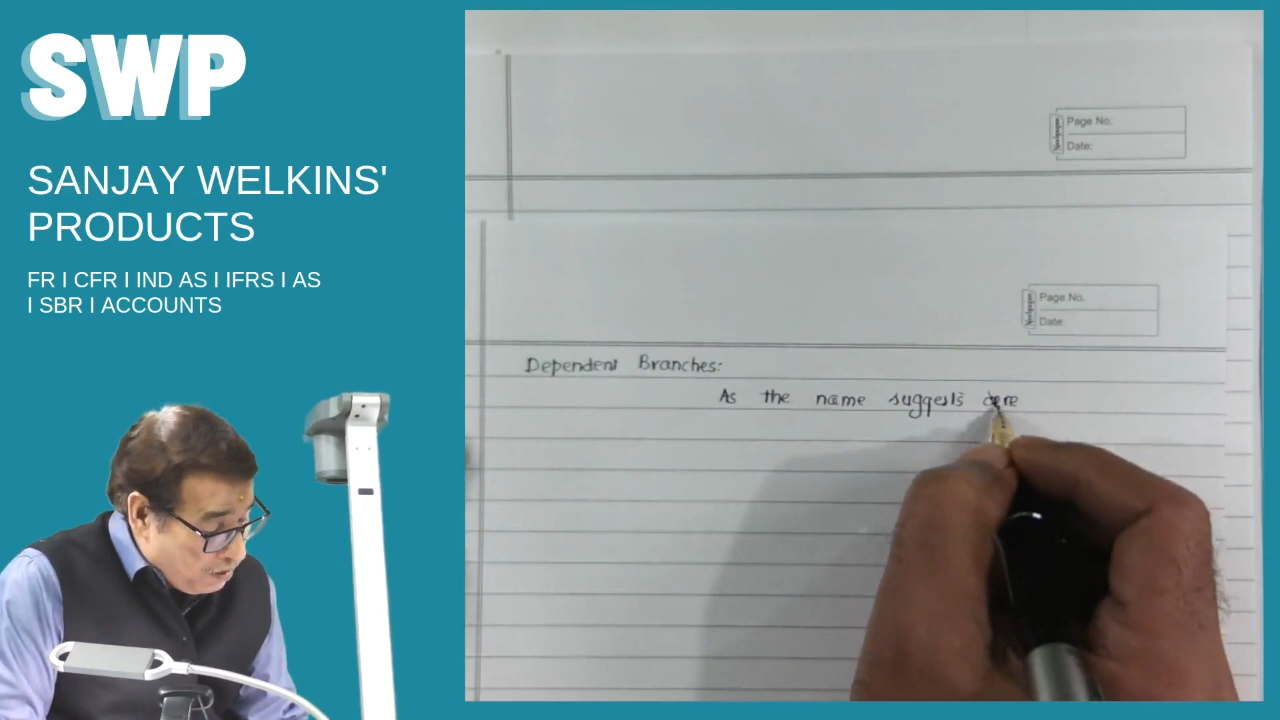 SWP
SANJAY WELKINS'
PRODUCTS
FR I CFR I IND AS I IFRS I AS
I SBR I ACCOUNTS
Page No.
Date:
Page No.
Date:
Dependent Branches:
As the name suggests